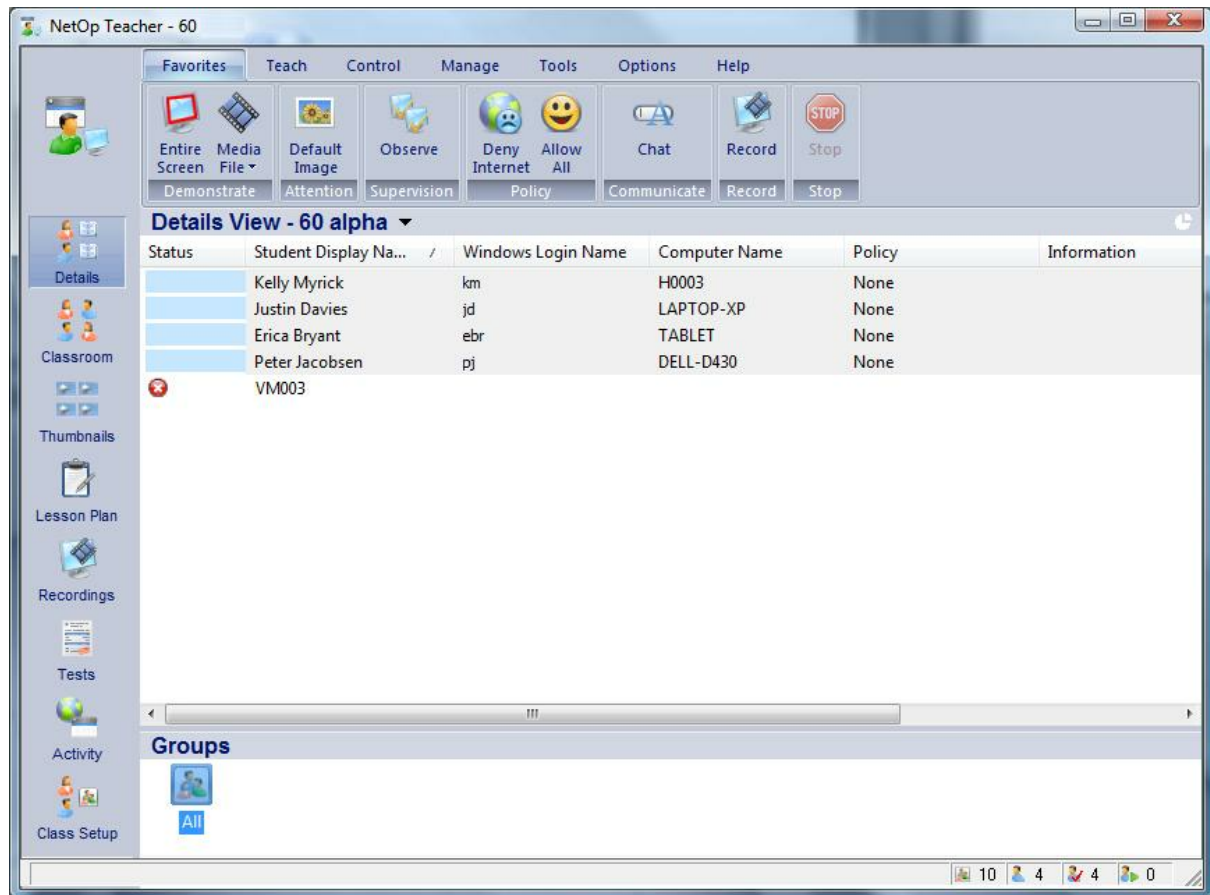 NetOp Teacher - 60
Favorites Teach Control Manage Tools Options Help
Entire Screen Media File Default Image Observe Deny Internet Allow All Chat Record STOP Stop
Demonstrate Attention Supervision Policy Communicate Record Stop
Details View - 60 alpha
Status Student Display Na... Windows Login Name Computer Name Policy Information
Kelly Myrick km H0003 None
Justin Davies jd LAPTOP-XP None
Erica Bryant ebr TABLET None
Peter Jacobsen pj DELL-D430 None
VM003
Details
Classroom
Thumbnails
Lesson Plan
Recordings
Tests
Activity
Class Setup
Groups
All
10 4 4 0